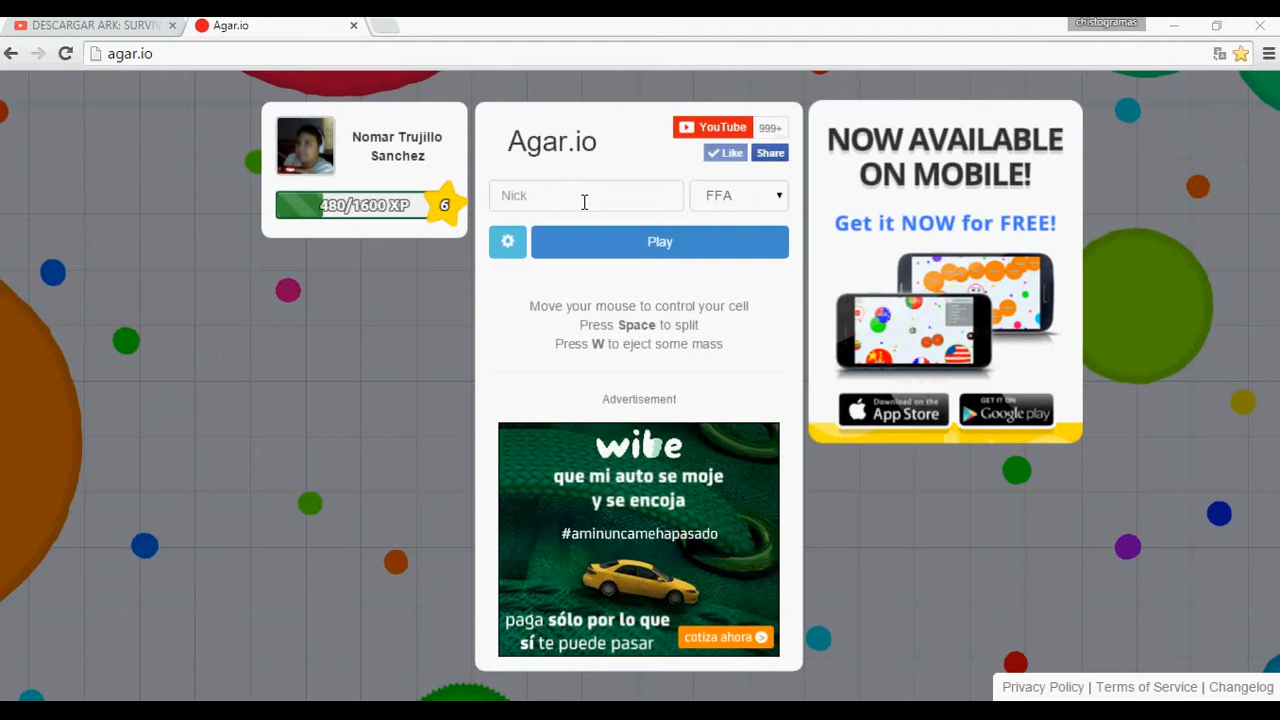 DESCARGAR ARK: SURVIV
Agar.io
chistogramas
agar.io
Nomar Trujillo
Sanchez
480/1600 XP
6
Agar.io
YouTube
999+
Like
Share
Nick
FFA
Play
Move your mouse to control your cell
Press Space to split
Press W to eject some mass
Advertisement
wibe
que mi auto se moje
y se encoja
#aminuncamehapasado
paga sólo por lo que
sí te puede pasar
cotiza ahora
NOW AVAILABLE
ON MOBILE!
Get it NOW for FREE!
Download on the
App Store
GET IT ON
Google play
Privacy Policy | Terms of Service | Changelog